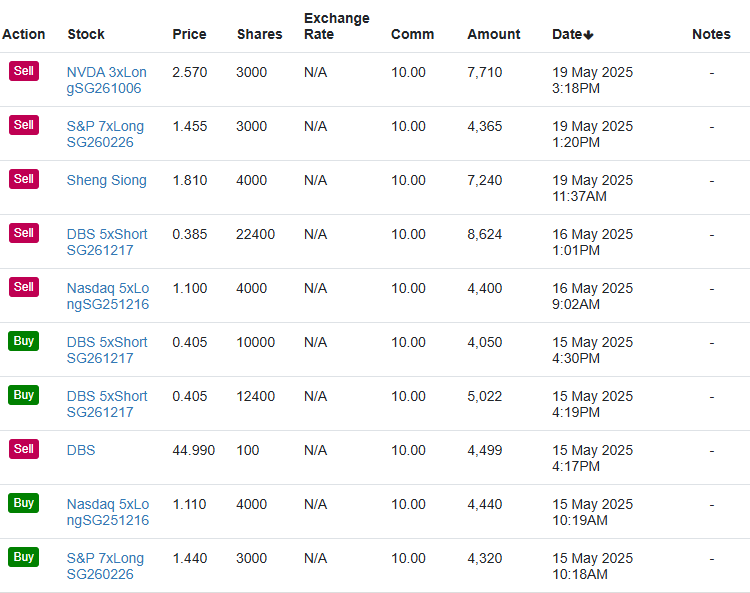 Action Stock Price Shares Exchange Rate Comm Amount Date↓ Notes
Sell NVDA 3xLon 2.570 3000 N/A 10.00 7,710 19 May 2025 -
gSG261006 3:18PM
Sell S&P 7xLong 1.455 3000 N/A 10.00 4,365 19 May 2025 -
SG260226 1:20PM
Sell Sheng Siong 1.810 4000 N/A 10.00 7,240 19 May 2025 -
11:37AM
Sell DBS 5xShort 0.385 22400 N/A 10.00 8,624 16 May 2025 -
SG261217 1:01PM
Sell Nasdaq 5xLo 1.100 4000 N/A 10.00 4,400 16 May 2025 -
ngSG251216 9:02AM
Buy DBS 5xShort 0.405 10000 N/A 10.00 4,050 15 May 2025 -
SG261217 4:30PM
Buy DBS 5xShort 0.405 12400 N/A 10.00 5,022 15 May 2025 -
SG261217 4:19PM
Sell DBS 44.990 100 N/A 10.00 4,499 15 May 2025 -
4:17PM
Buy Nasdaq 5xLo 1.110 4000 N/A 10.00 4,440 15 May 2025 -
ngSG251216 10:19AM
Buy S&P 7xLong 1.440 3000 N/A 10.00 4,320 15 May 2025 -
SG260226 10:18AM